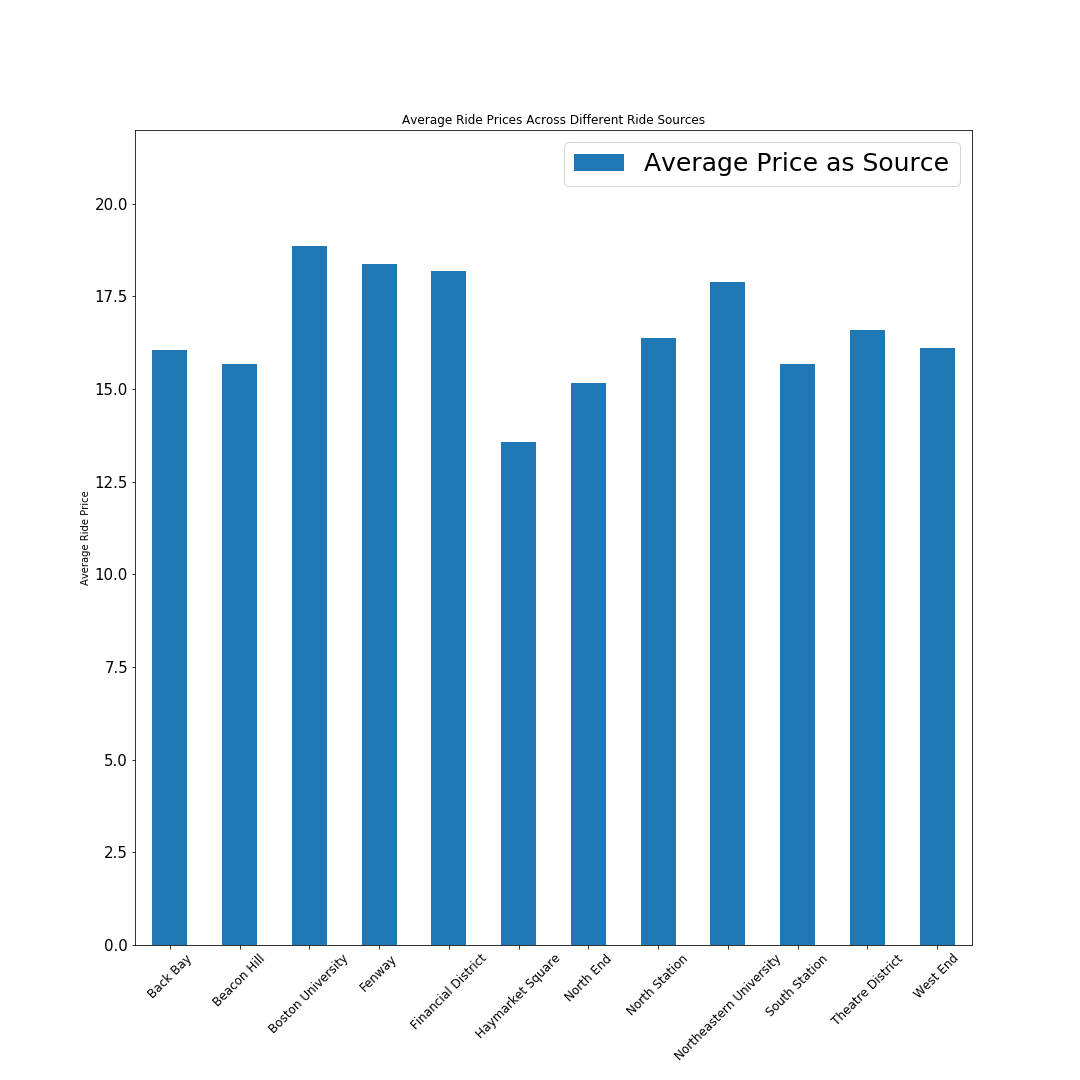 Average Ride Prices Across Different Ride Sources
Average Price as Source
Average Ride Price
20.0
17.5
15.0
12.5
10.0
7.5
5.0
2.5
0.0
Back Bay
Beacon Hill
Boston University
Fenway
Financial District
Haymarket Square
North End
North Station
Northeastern University
South Station
Theatre District
West End